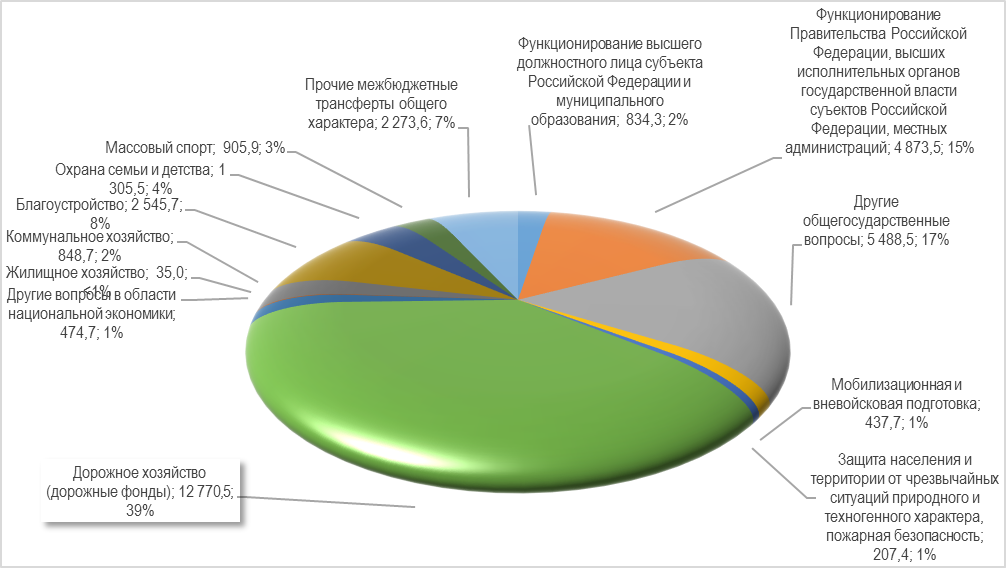 Функционирование
Правительства Российской
Федерации, высших
исполнительных органов
государственной власти
суъектов Российской
Федерации, местных
администраций; 4 873,5; 15%
Функционирование высшего
должностного лица субъекта
Российской Федерации и
муниципального
образования;  834,3; 2%
Прочие межбюджетные
трансферты общего
характера; 2 273,6; 7%
Массовый спорт;  905,9; 3%
Охрана семьи и детства; 1
305,5; 4%
Благоустройство; 2 545,7;
8%
Коммунальное хозяйство;
848,7; 2%
Жилищное хозяйство;  35,0;
<1%
Другие вопросы в области
национальной экономики;
474,7; 1%
Другие
общегосударственные
вопросы; 5 488,5; 17%
Мобилизационная и
вневойсковая подготовка;
437,7; 1%
Защита населения и
территории от чрезвычайных
ситуаций природного и
техногенного характера,
пожарная безопасность;
207,4; 1%
Дорожное хозяйство
(дорожные фонды); 12 770,5;
39%